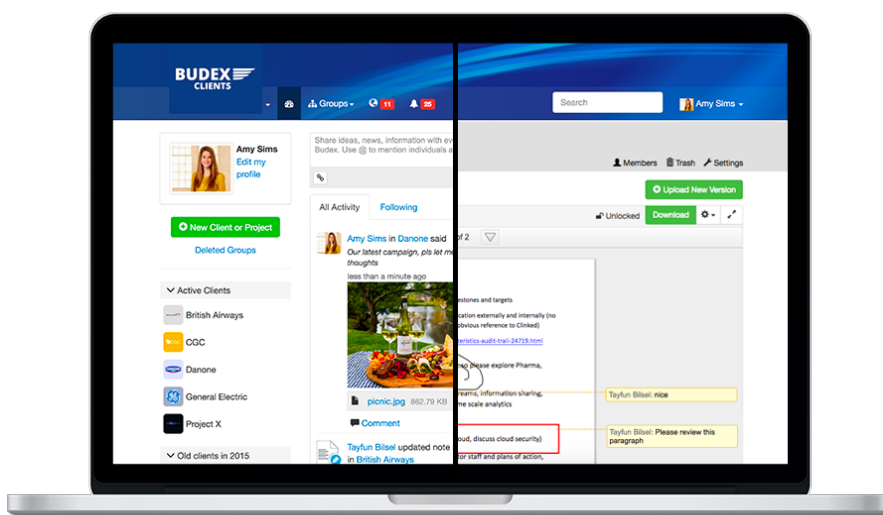 BUDEX
CLIENTS
Groups
11
25
Search
Amy Sims
Amy Sims
Edit my
profile
New Client or Project
Deleted Groups
Active Clients
British Airways
CGC
Danone
General Electric
Project X
Old clients in 2015
Share ideas, news, information with ev
Budex. Use @ to mention individuals a
All Activity
Following
Amy Sims in Danone said
Our latest campaign, pls let me
thoughts
less than a minute ago
picnic.jpg 862.79 KB
Comment
Tayfun Bilsel updated note
in British Airways
Members
Trash
Settings
Upload New Version
Unlocked
Download
of 2
estones and targets
cation externally and internally (no
obvious reference to Clinked)
teristics-audit-trail-24719.html
so please explore Pharma,
reams, information sharing,
me scale analytics
oud, discuss cloud security)
or staff and plans of action,
Tayfun Bilsel: nice
Tayfun Bilsel: Please review this
paragraph